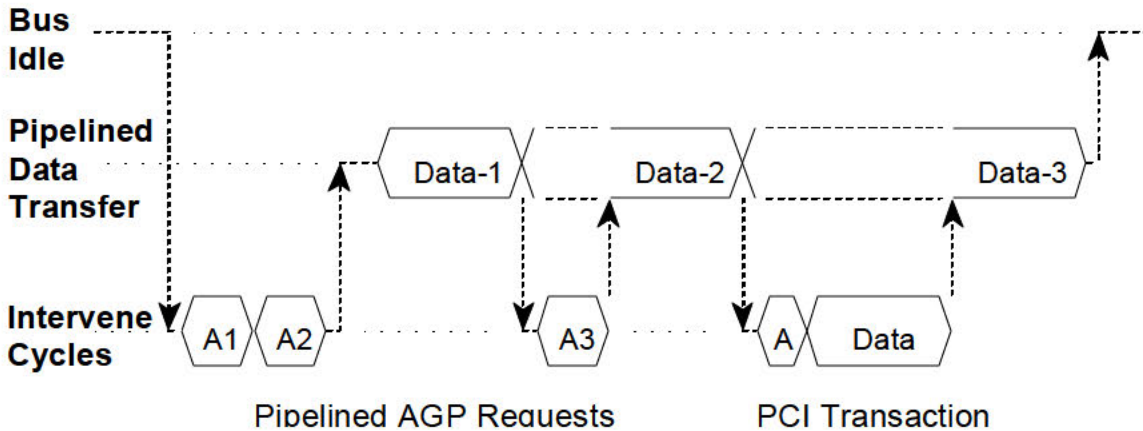 Bus
Idle
Pipelined
Data
Transfer
Data-1
Data-2
Data-3
Intervene
Cycles
A1
A2
A3
A
Data
Pipelined AGP Requests
PCI Transaction